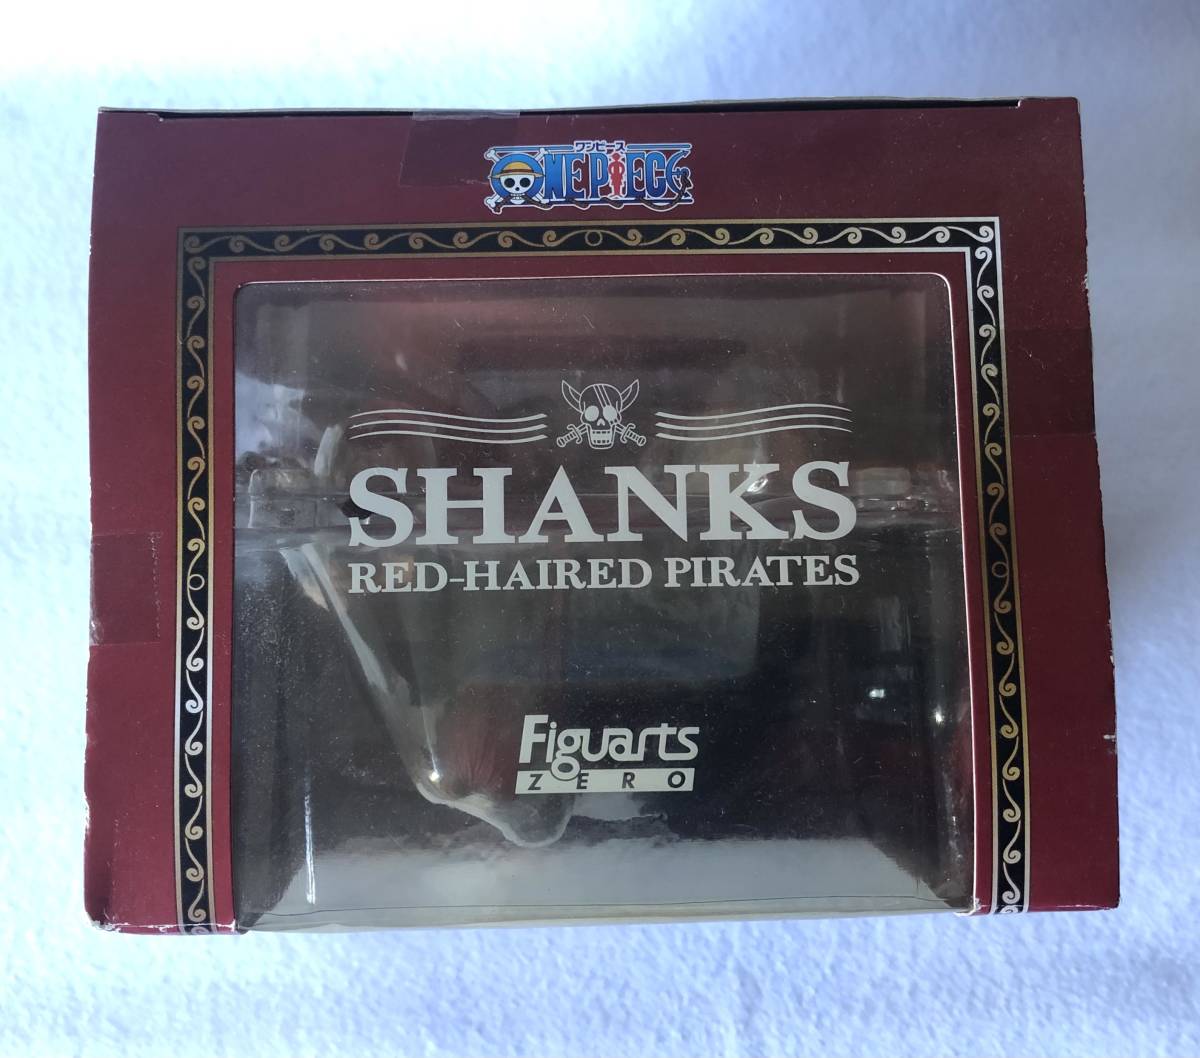 ワンピース
ONE PIECE
SHANKS
RED-HAIRED PIRATES
Figuarts
ZERO